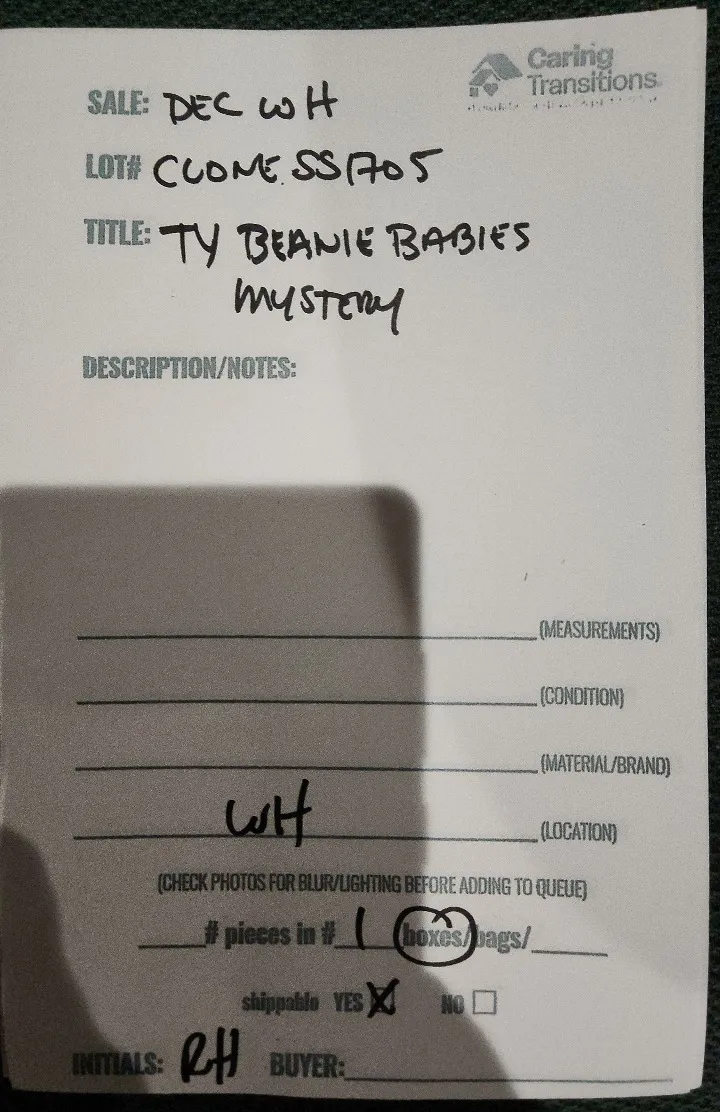 Caring
Transitions
SALE: DEC WH
LOT# CLONE.SS1705
TITLE: TY BEANIE BABIES
MYSTERY
DESCRIPTION/NOTES:
(MEASUREMENTS)
(CONDITION)
(MATERIAL/BRAND)
WH (LOCATION)
(CHECK PHOTOS FOR BLUR/LIGHTING BEFORE ADDING TO QUEUE)
# pieces in # 1 boxes/bags/
shippable YES X NO
INITIALS: RH BUYER: